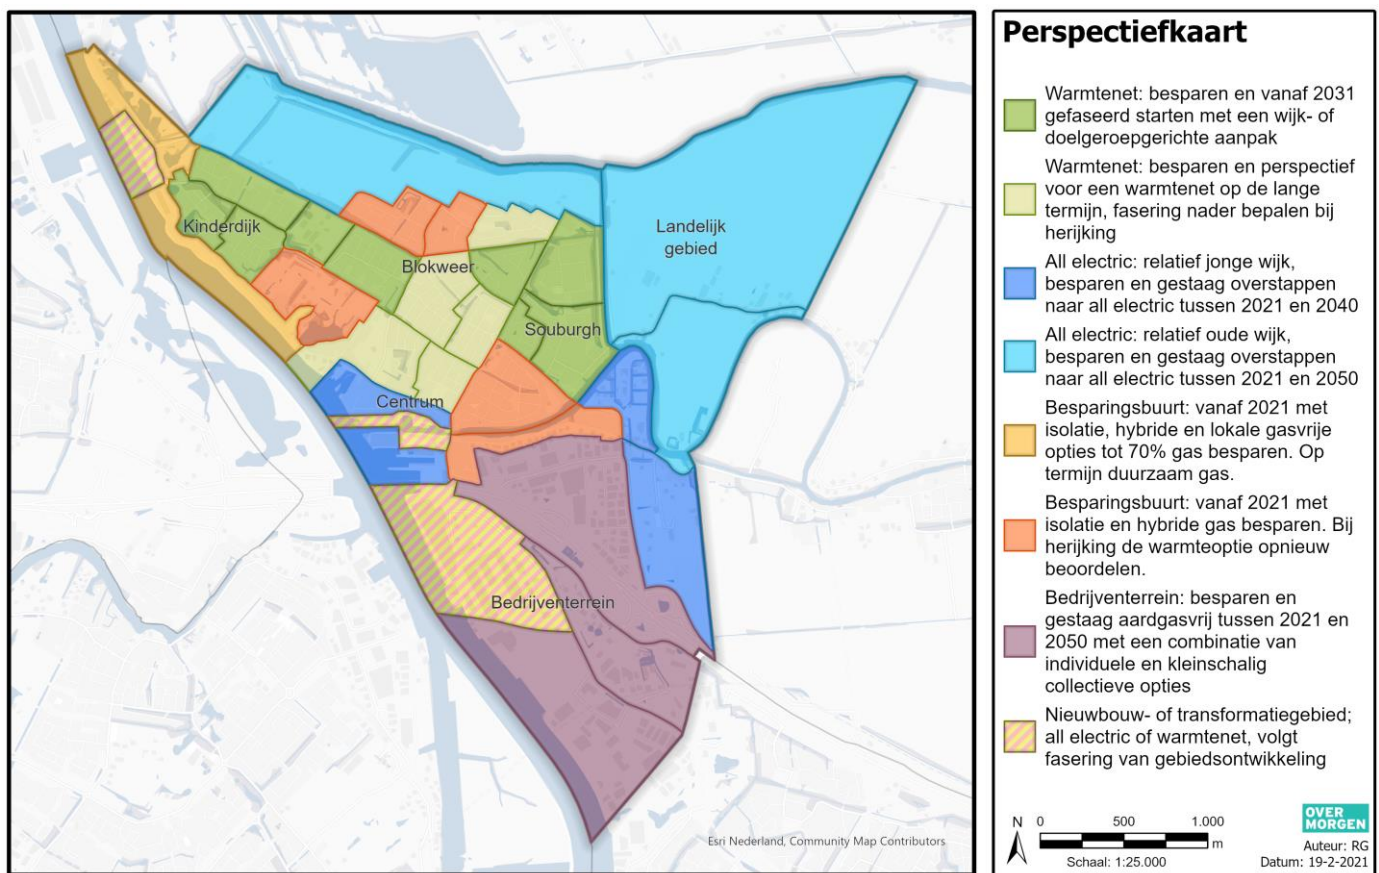 Kinderdijk
Landelijk
gebied
Blokweer
Souburgh
Centrum
Bedrijventerrein
Esri Nederland, Community Map Contributors
Perspectiefkaart
Warmtenet: besparen en vanaf 2031
gefaseerd starten met een wijk- of
doelgeroepgerichte aanpak
Warmtenet: besparen en perspectief
voor een warmtenet op de lange
termijn, fasering nader bepalen bij
herijking
All electric: relatief jonge wijk,
besparen en gestaag overstappen
naar all electric tussen 2021 en 2040
All electric: relatief oude wijk,
besparen en gestaag overstappen
naar all electric tussen 2021 en 2050
Besparingsbuurt: vanaf 2021 met
isolatie, hybride en lokale gasvrije
opties tot 70% gas besparen. Op
termijn duurzaam gas.
Besparingsbuurt: vanaf 2021 met
isolatie en hybride gas besparen. Bij
herijking de warmteoptie opnieuw
beoordelen.
Bedrijventerrein: besparen en
gestaag aardgasvrij tussen 2021 en
2050 met een combinatie van
individuele en kleinschalig
collectieve opties
Nieuwbouw- of transformatiegebied;
all electric of warmtenet, volgt
fasering van gebiedsontwikkeling
N 0 500 1.000
m
Schaal: 1:25.000
OVER
MORGEN
Auteur: RG
Datum: 19-2-2021